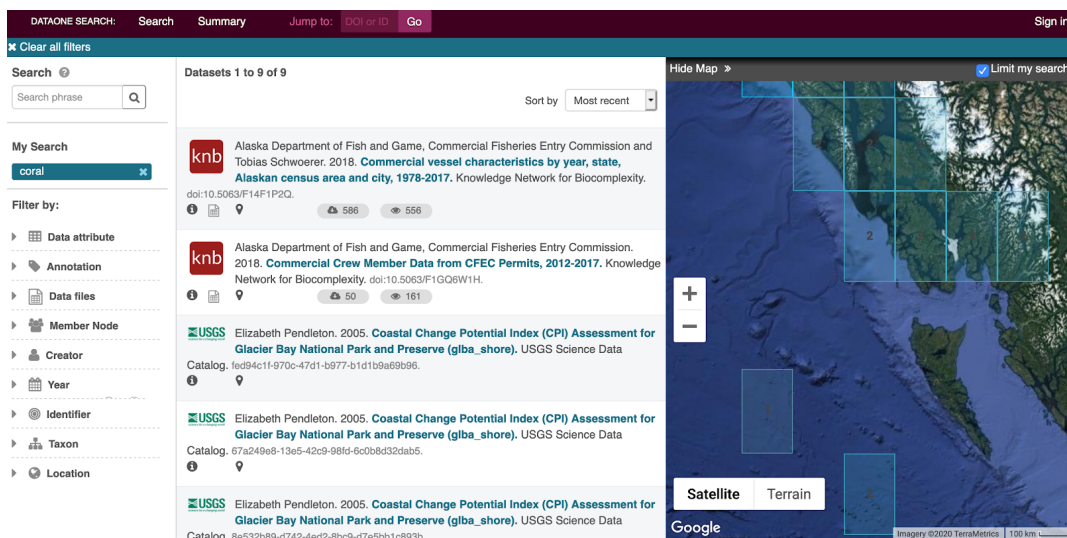 DATAONE SEARCH: Search Summary Jump to: DOI or ID Go Sign in
✖ Clear all filters
Search
Search phrase
My Search
coral
Filter by:
Data attribute
Annotation
Data files
Member Node
Creator
Year
Identifier
Taxon
Location
Datasets 1 to 9 of 9
Sort by Most recent
knb
Alaska Department of Fish and Game, Commercial Fisheries Entry Commission and
Tobias Schwoerer. 2018. Commercial vessel characteristics by year, state,
Alaskan census area and city, 1978-2017. Knowledge Network for Biocomplexity.
doi:10.5063/F14F1P2Q.
586 556
knb
Alaska Department of Fish and Game, Commercial Fisheries Entry Commission.
2018. Commercial Crew Member Data from CFEC Permits, 2012-2017. Knowledge
Network for Biocomplexity. doi:10.5063/F1GQ6W1H.
50 161
USGS
Elizabeth Pendleton. 2005. Coastal Change Potential Index (CPI) Assessment for
Glacier Bay National Park and Preserve (glba_shore). USGS Science Data
Catalog. fed94c1f-970c-47d1-b977-b1d1b9a69b96.
USGS
Elizabeth Pendleton. 2005. Coastal Change Potential Index (CPI) Assessment for
Glacier Bay National Park and Preserve (glba_shore). USGS Science Data
Catalog. 67a249e8-13e5-42c9-98fd-6c0b8d32dab5.
USGS
Elizabeth Pendleton. 2005. Coastal Change Potential Index (CPI) Assessment for
Glacier Bay National Park and Preserve (glba_shore). USGS Science Data
Catalog. 8e532b89-d742-4ed2-8bc9-d7e5bb1c893b.
Hide Map » Limit my search
2
+
−
Satellite Terrain
Google
Imagery ©2020 TerraMetrics 100 km